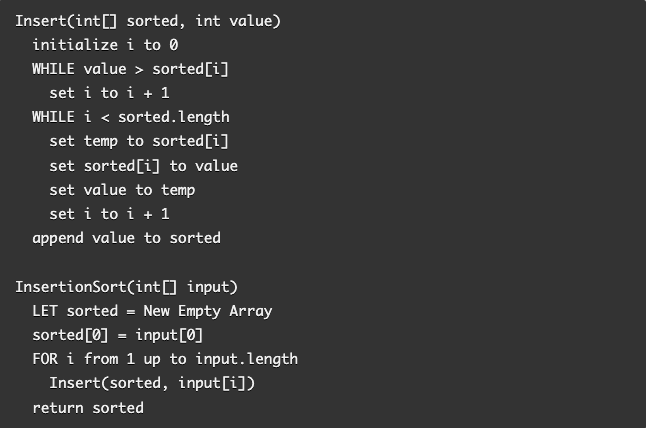 Insert(int[] sorted, int value)
  initialize i to 0
  WHILE value > sorted[i]
    set i to i + 1
  WHILE i < sorted.length
    set temp to sorted[i]
    set sorted[i] to value
    set value to temp
    set i to i + 1
  append value to sorted

InsertionSort(int[] input)
  LET sorted = New Empty Array
  sorted[0] = input[0]
  FOR i from 1 up to input.length
    Insert(sorted, input[i])
  return sorted